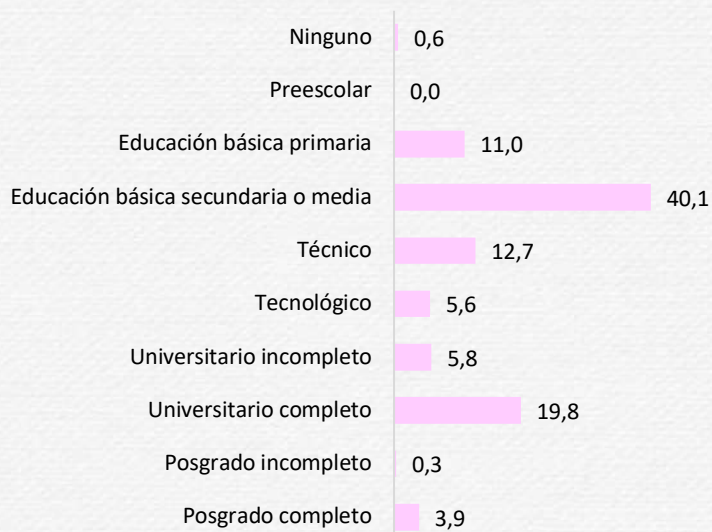 Ninguno 0,6
Preescolar 0,0
Educación básica primaria 11,0
Educación básica secundaria o media 40,1
Técnico 12,7
Tecnológico 5,6
Universitario incompleto 5,8
Universitario completo 19,8
Posgrado incompleto 0,3
Posgrado completo 3,9